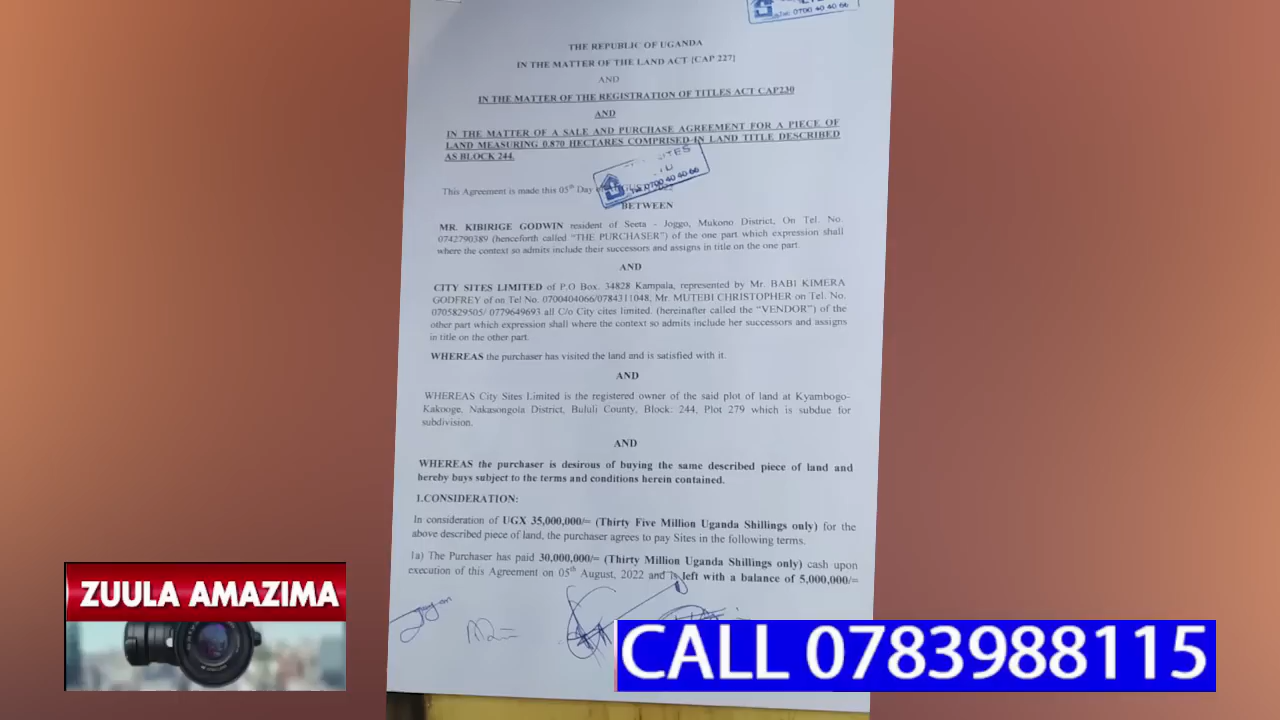 Tel: 0700 40 40 66
THE REPUBLIC OF UGANDA
IN THE MATTER OF THE LAND ACT [CAP 227]
AND
IN THE MATTER OF THE REGISTRATION OF TITLES ACT CAP230
AND
IN THE MATTER OF A SALE AND PURCHASE AGREEMENT FOR A PIECE OF
LAND MEASURING 0.870 HECTARES COMPRISED IN LAND TITLE DESCRIBED
AS BLOCK 244.
SITES
Tel: 0700 40 40 66
This Agreement is made this 05th Day
BETWEEN
MR. KIBIRIGE GODWIN resident of Seeta - Joggo, Mukono District, On Tel. No.
0742790389 (henceforth called "THE PURCHASER") of the one part which expression shall
where the context so admits include their successors and assigns in title on the one part.
AND
CITY SITES LIMITED of P.O Box. 34828 Kampala, represented by Mr. BABI KIMERA
GODFREY of on Tel No. 0700404066/0784311048, Mr. MUTEBI CHRISTOPHER on Tel. No.
0705829505/ 0779649693 all C/o City cites limited. (hereinafter called the "VENDOR") of the
other part which expression shall where the context so admits include her successors and assigns
in title on the other part.
WHEREAS the purchaser has visited the land and is satisfied with it.
AND
WHEREAS City Sites Limited is the registered owner of the said plot of land at Kyambogo-
Kakooge, Nakasongola District, Bululi County, Block: 244, Plot 279 which is subdue for
subdivision.
AND
WHEREAS the purchaser is desirous of buying the same described piece of land and
hereby buys subject to the terms and conditions herein contained.
1.CONSIDERATION:
In consideration of UGX 35,000,000/= (Thirty Five Million Uganda Shillings only) for the
above described piece of land, the purchaser agrees to pay Sites in the following terms.
1a) The Purchaser has paid 30,000,000/= (Thirty Million Uganda Shillings only) cash upon
execution of this Agreement on 05th August, 2022 and is left with a balance of 5,000,000/=
ZUULA AMAZIMA
CALL 0783988115